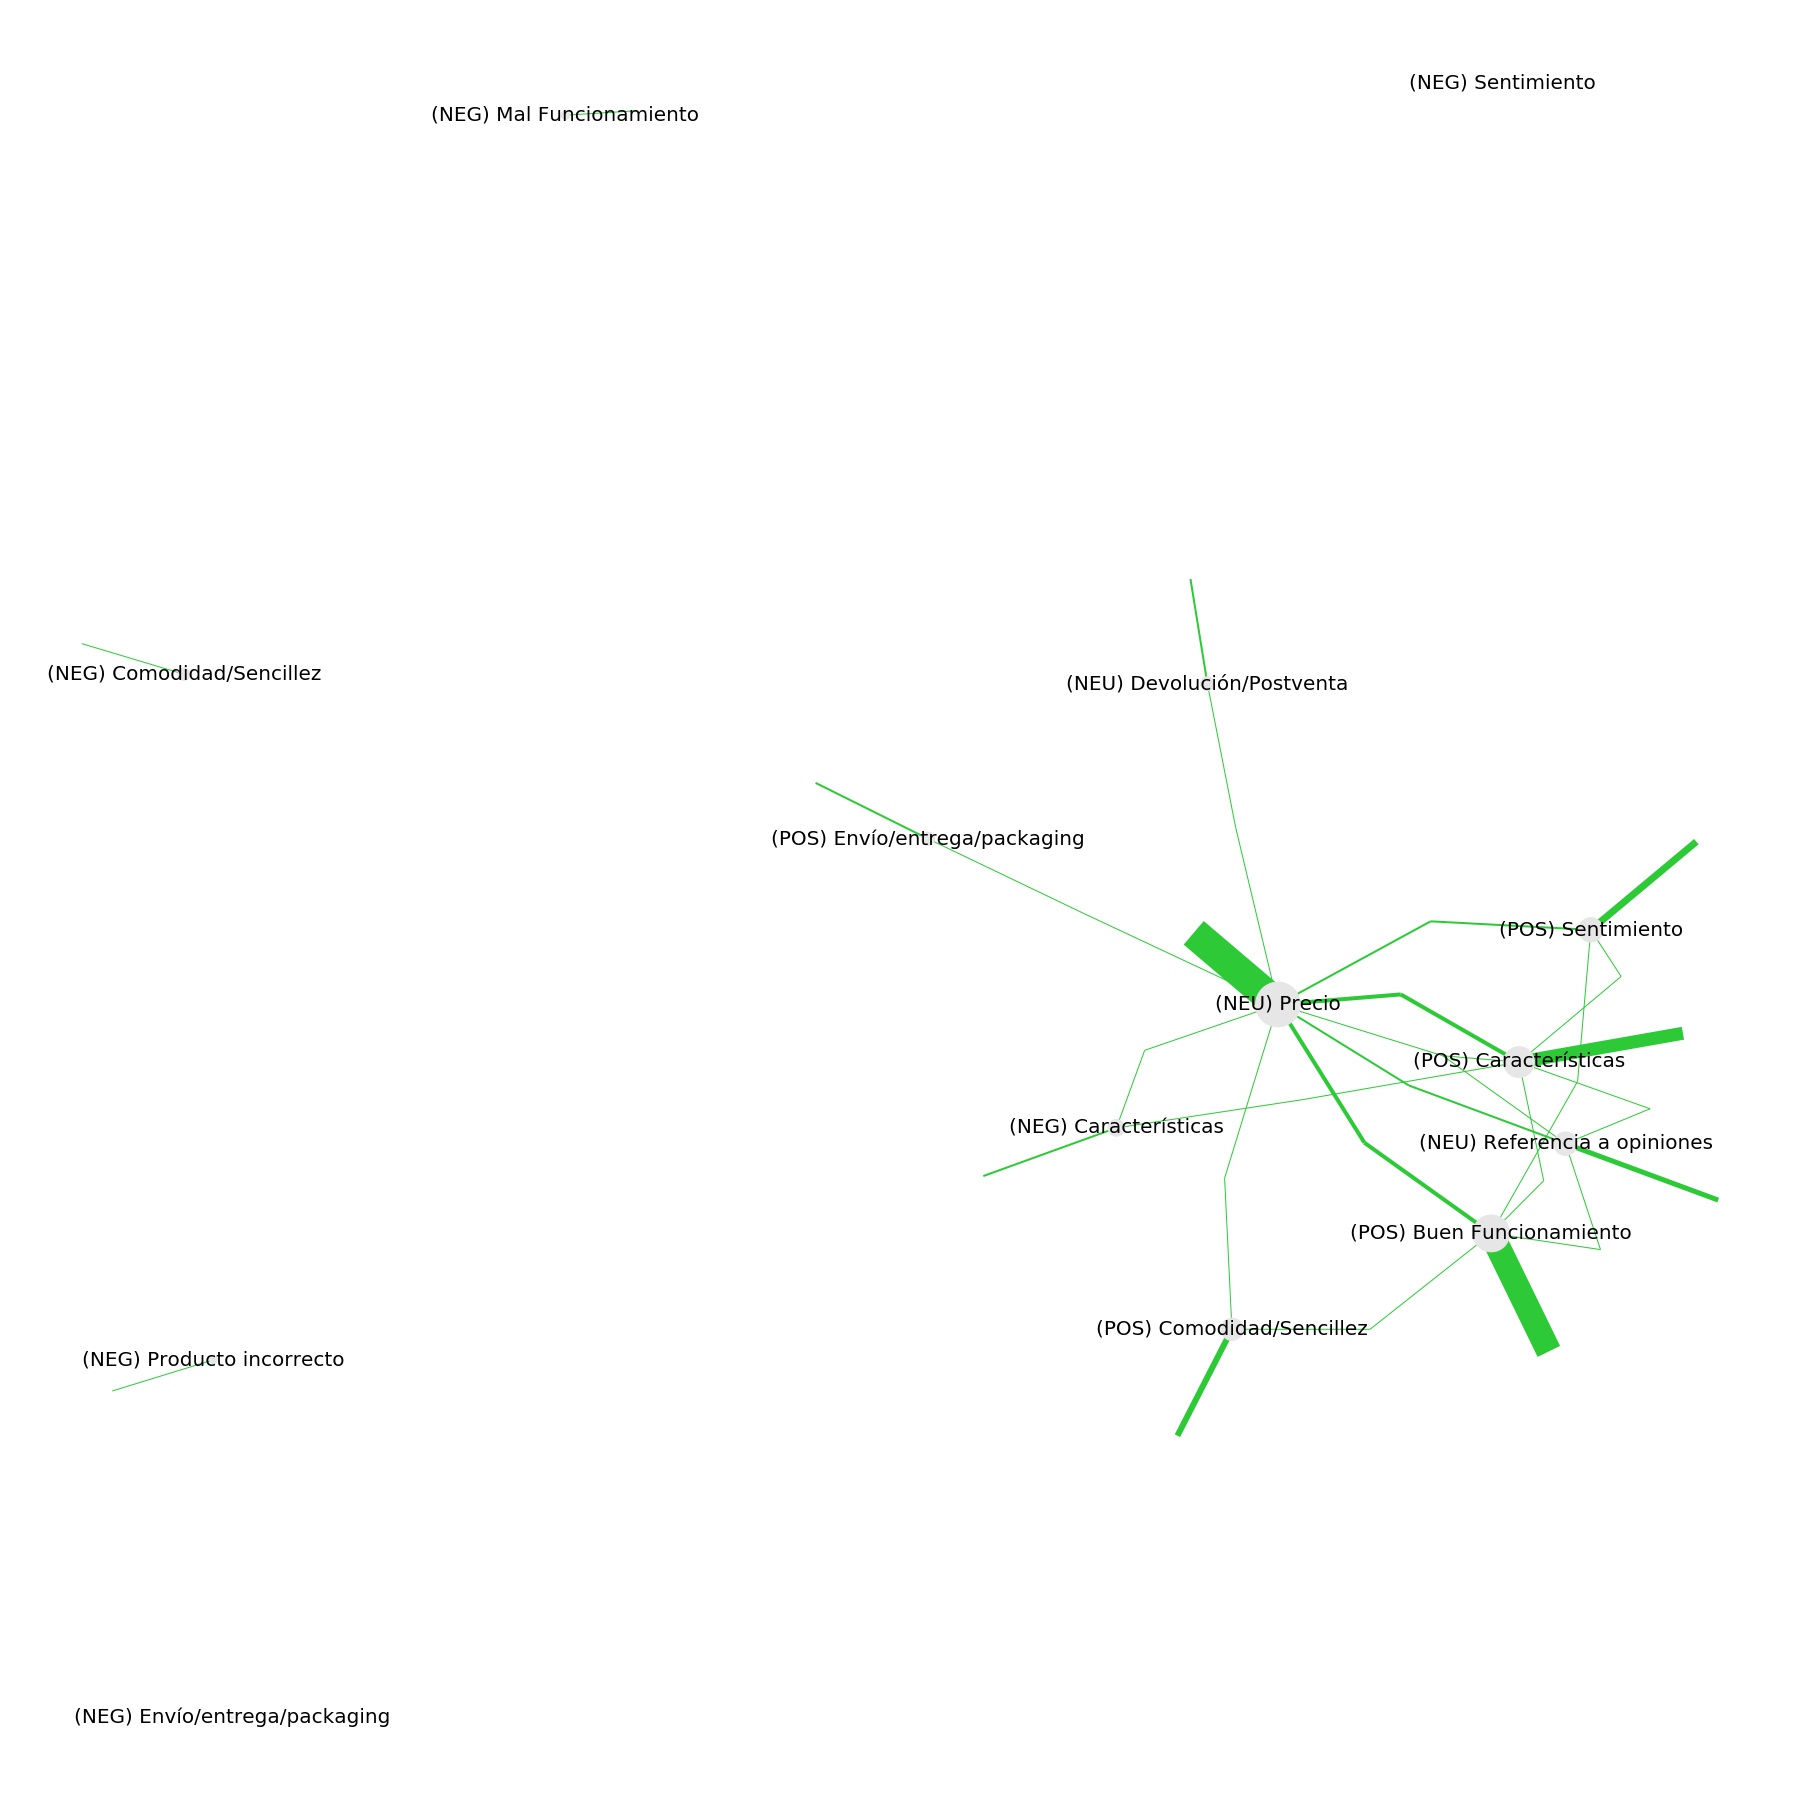 (NEG) Sentimiento
(NEG) Mal Funcionamiento
(NEG) Comodidad/Sencillez
(NEU) Devolución/Postventa
(POS) Envío/entrega/packaging
(POS) Sentimiento
(NEU) Precio
(POS) Características
(NEG) Características
(NEU) Referencia a opiniones
(POS) Buen Funcionamiento
(POS) Comodidad/Sencillez
(NEG) Producto incorrecto
(NEG) Envío/entrega/packaging